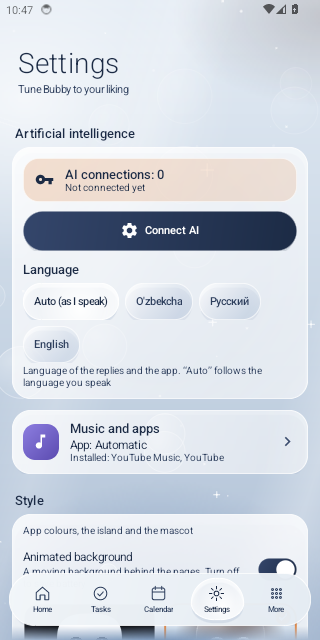 10:47
Settings
Tune Bubby to your liking
Artificial intelligence
AI connections: 0
Not connected yet
Connect AI
Language
Auto (as I speak)
O'zbekcha
Русский
English
Language of the replies and the app. "Auto" follows the
language you speak
Music and apps
App: Automatic
Installed: YouTube Music, YouTube
Style
App colours, the island and the mascot
Animated background
A moving background behind the pages. Turn off
Home
Tasks
Calendar
Settings
More